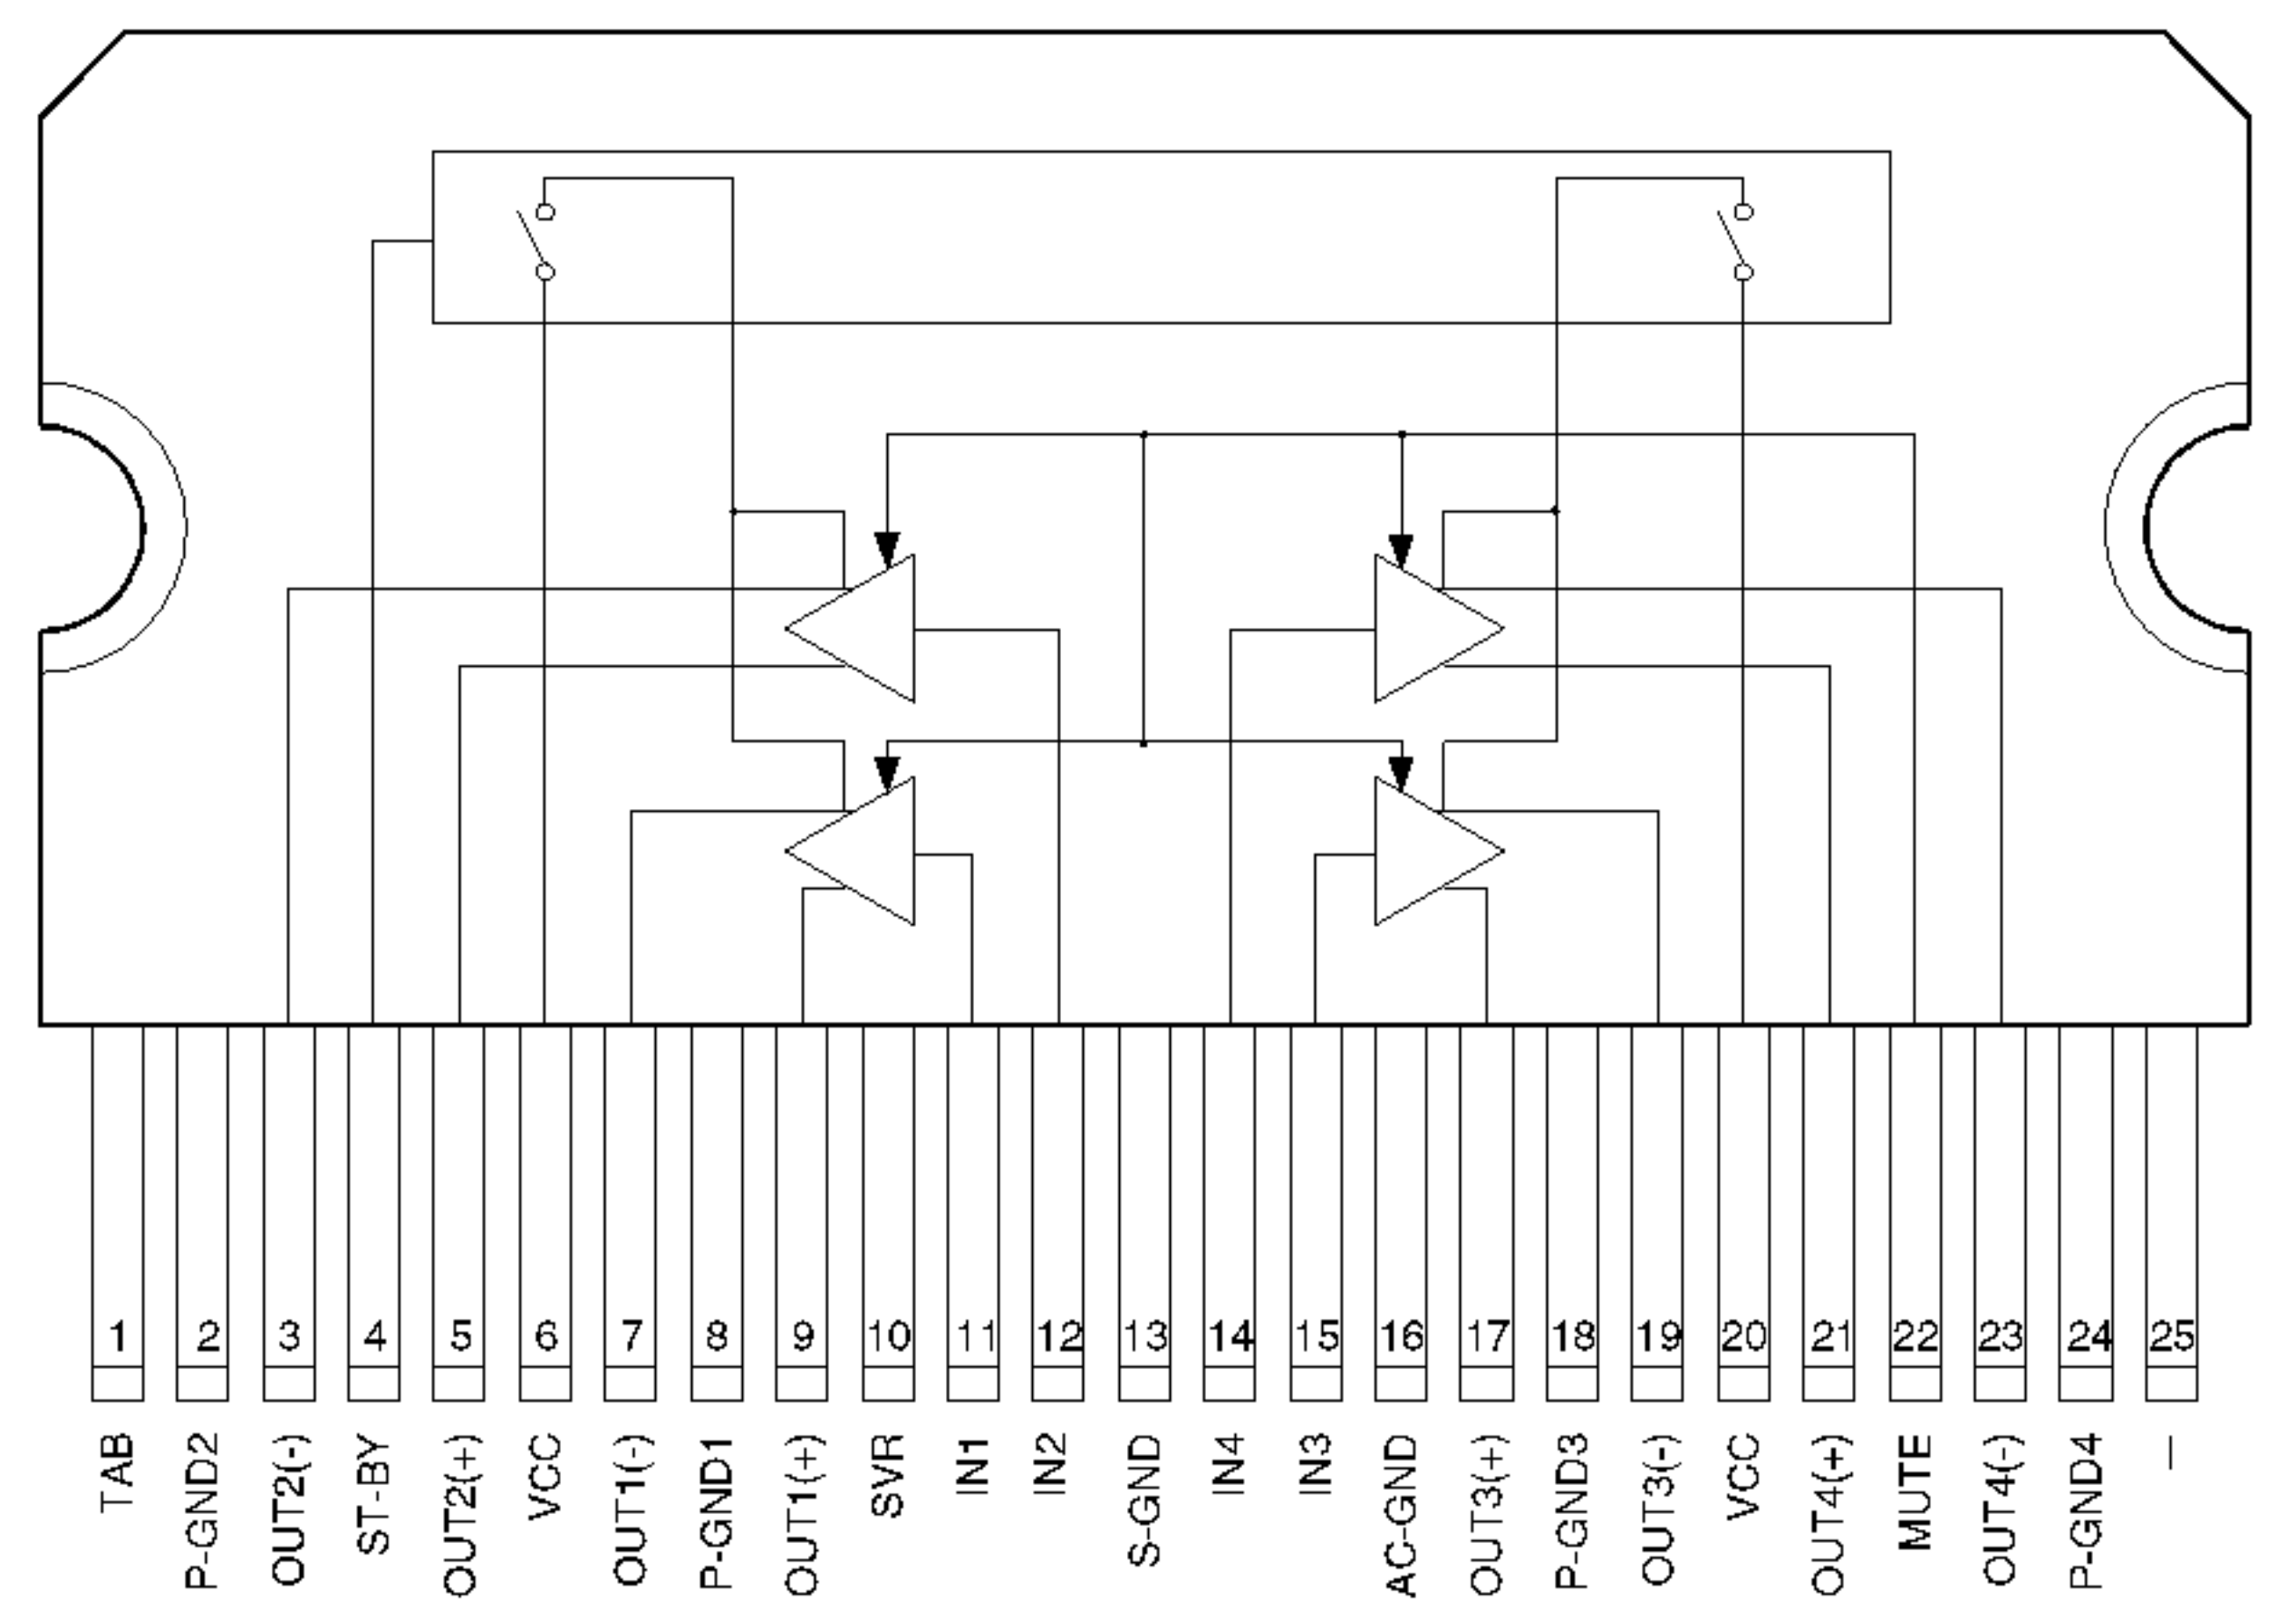 1 2 3 4 5 6 7 8 9 10 11 12 13 14 15 16 17 18 19 20 21 22 23 24 25
TAB
P-GND2
OUT2(-)
ST-BY
OUT2(+)
VCC
OUT1(-)
P-GND1
OUT1(+)
SVR
IN1
IN2
S-GND
IN4
IN3
AC-GND
OUT3(+)
P-GND3
OUT3(-)
VCC
OUT4(+)
MUTE
OUT4(-)
P-GND4
–